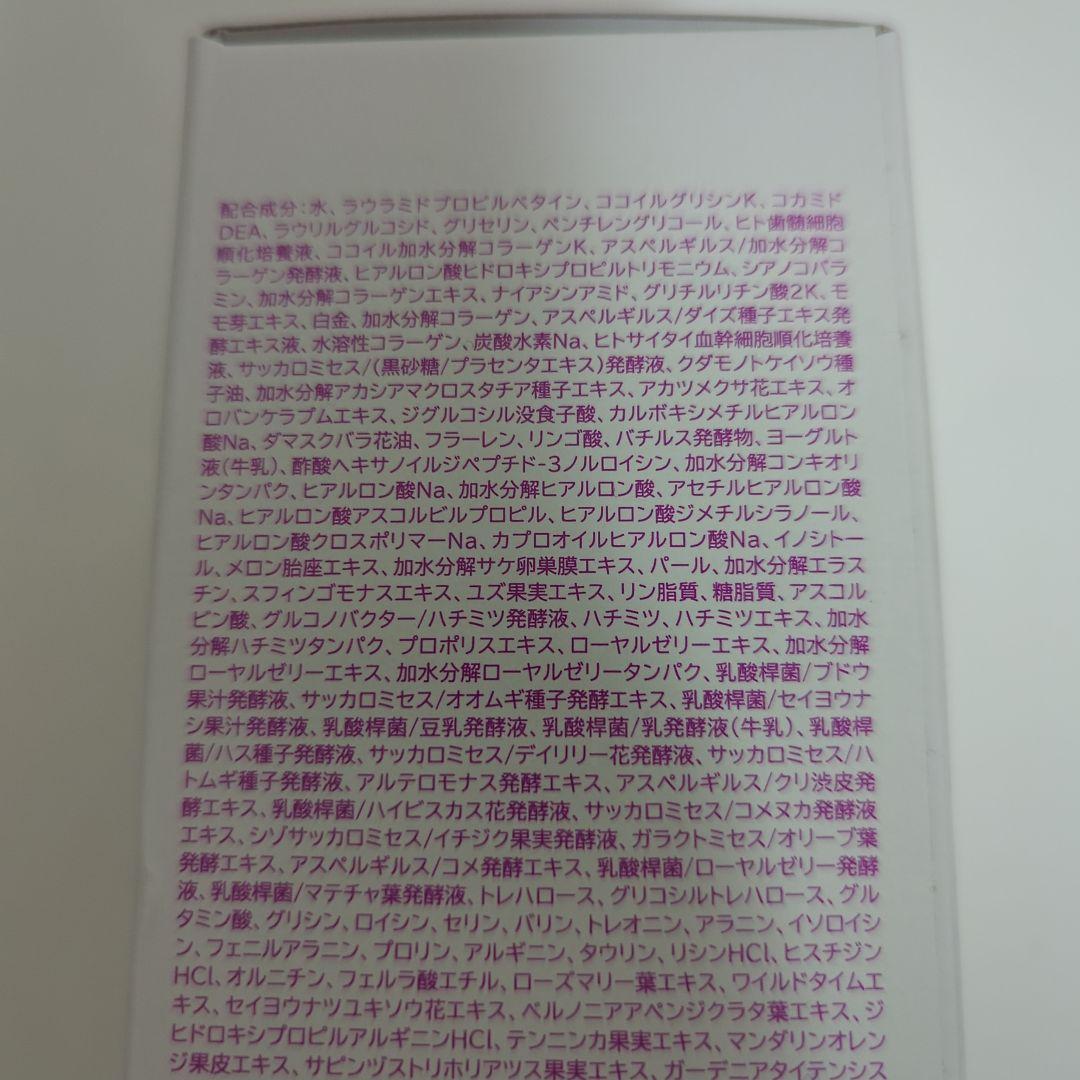 配合成分：水、ラウラミドプロピルベタイン、ココイルグリシンK、コカミド
DEA、ラウリルグルコシド、グリセリン、ペンチレングリコール、ヒト歯髄細胞
順化培養液、ココイル加水分解コラーゲンK、アスペルギルス/加水分解コ
ラーゲン発酵液、ヒアルロン酸ヒドロキシプロピルトリモニウム、シアノコバラ
ミン、加水分解コラーゲンエキス、ナイアシンアミド、グリチルリチン酸2K、モ
モ芽エキス、白金、加水分解コラーゲン、アスペルギルス/ダイズ種子エキス発
酵エキス液、水溶性コラーゲン、炭酸水素Na、ヒトサイタイ血幹細胞順化培養
液、サッカロミセス/(黒砂糖/プラセンタエキス)発酵液、クダモノトケイソウ種
子油、加水分解アカシアマクロスタチア種子エキス、アカツメクサ花エキス、オ
ロバンケラプムエキス、ジグルコシル没食子酸、カルボキシメチルヒアルロン
酸Na、ダマスクバラ花油、フラーレン、リンゴ酸、バチルス発酵物、ヨーグルト
液(牛乳)、酢酸ヘキサノイルジペプチド-3ノルロイシン、加水分解コンキオリ
ンタンパク、ヒアルロン酸Na、加水分解ヒアルロン酸、アセチルヒアルロン酸
Na、ヒアルロン酸アスコルビルプロピル、ヒアルロン酸ジメチルシラノール、
ヒアルロン酸クロスポリマーNa、カプロオイルヒアルロン酸Na、イノシトー
ル、メロン胎座エキス、加水分解サケ卵巣膜エキス、パール、加水分解エラス
チン、スフィンゴモナスエキス、ユズ果実エキス、リン脂質、糖脂質、アスコル
ビン酸、グルコノバクター/ハチミツ発酵液、ハチミツ、ハチミツエキス、加水
分解ハチミツタンパク、プロポリスエキス、ローヤルゼリーエキス、加水分解
ローヤルゼリーエキス、加水分解ローヤルゼリータンパク、乳酸桿菌/ブドウ
果汁発酵液、サッカロミセス/オオムギ種子発酵エキス、乳酸桿菌/セイヨウナ
シ果汁発酵液、乳酸桿菌/豆乳発酵液、乳酸桿菌/乳発酵液(牛乳)、乳酸桿
菌/ハス種子発酵液、サッカロミセス/デイリリー花発酵液、サッカロミセス/ハ
トムギ種子発酵液、アルテロモナス発酵エキス、アスペルギルス/クリ渋皮発
酵エキス、乳酸桿菌/ハイビスカス花発酵液、サッカロミセス/コメヌカ発酵液
エキス、シゾサッカロミセス/イチジク果実発酵液、ガラクトミセス/オリーブ葉
発酵エキス、アスペルギルス/コメ発酵エキス、乳酸桿菌/ローヤルゼリー発酵
液、乳酸桿菌/マテチャ葉発酵液、トレハロース、グリコシルトレハロース、グル
タミン酸、グリシン、ロイシン、セリン、バリン、トレオニン、アラニン、イソロイシ
ン、フェニルアラニン、プロリン、アルギニン、タウリン、リシンHCl、ヒスチジン
HCl、オルニチン、フェルラ酸エチル、ローズマリー葉エキス、ワイルドタイムエ
キス、セイヨウナツユキソウ花エキス、ベルノニアアペンジクラタ葉エキス、ジ
ヒドロキシプロピルアルギニンHCl、テンニンカ果実エキス、マンダリンオレン
ジ果皮エキス、サピンヅストリホリアツス果実エキス、ガーデニアタイテンシス